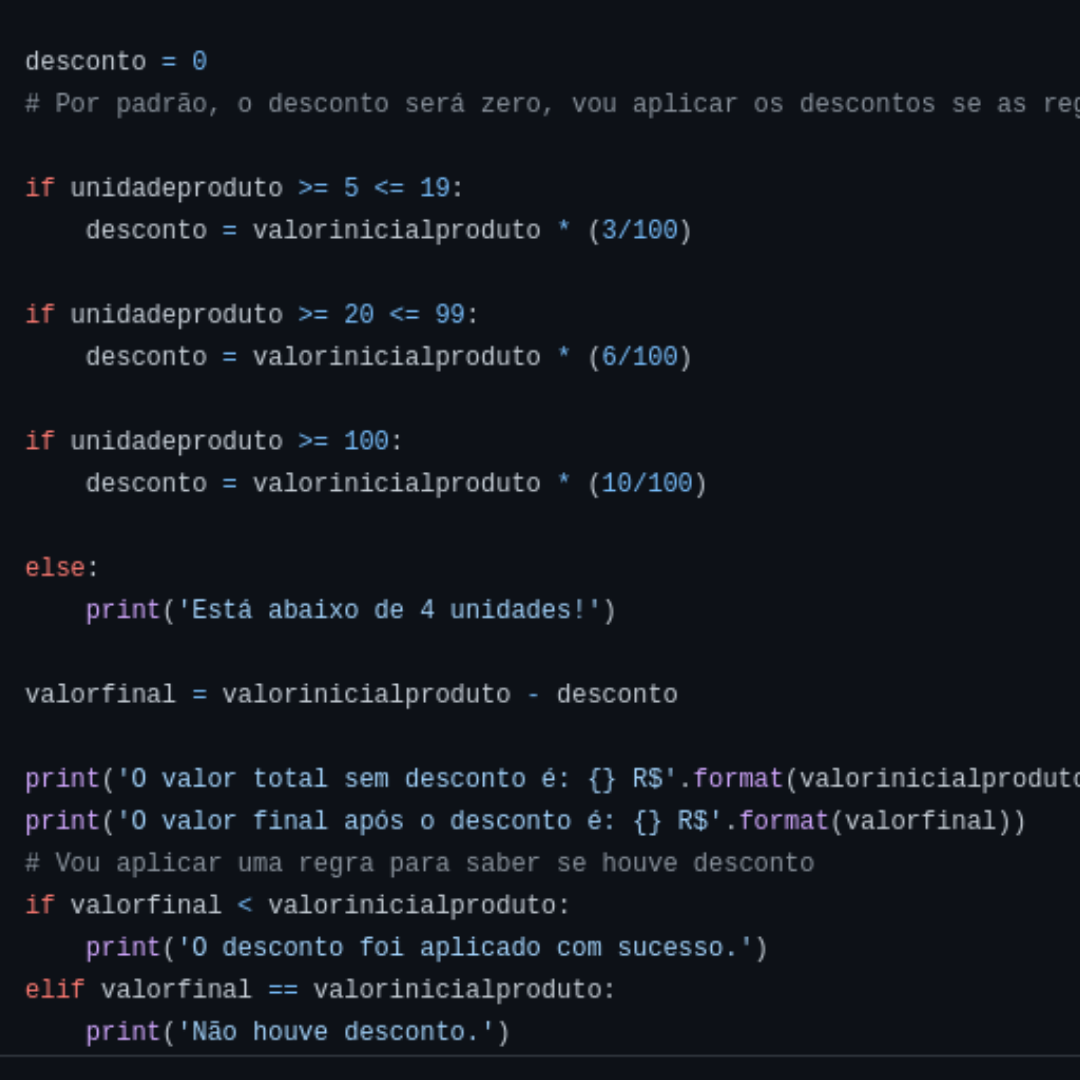 desconto = 0
# Por padrão, o desconto será zero, vou aplicar os descontos se as
if unidadeproduto >= 5 <= 19:
    desconto = valorinicialproduto * (3/100)
if unidadeproduto >= 20 <= 99:
    desconto = valorinicialproduto * (6/100)
if unidadeproduto >= 100:
    desconto = valorinicialproduto * (10/100)
else:
    print('Está abaixo de 4 unidades!')
valorfinal = valorinicialproduto - desconto
print('O valor total sem desconto é: {} R$'.format(valorinicialproduto
print('O valor final após o desconto é: {} R$'.format(valorfinal))
# Vou aplicar uma regra para saber se houve desconto
if valorfinal < valorinicialproduto:
    print('O desconto foi aplicado com sucesso.')
elif valorfinal == valorinicialproduto:
    print('Não houve desconto.')